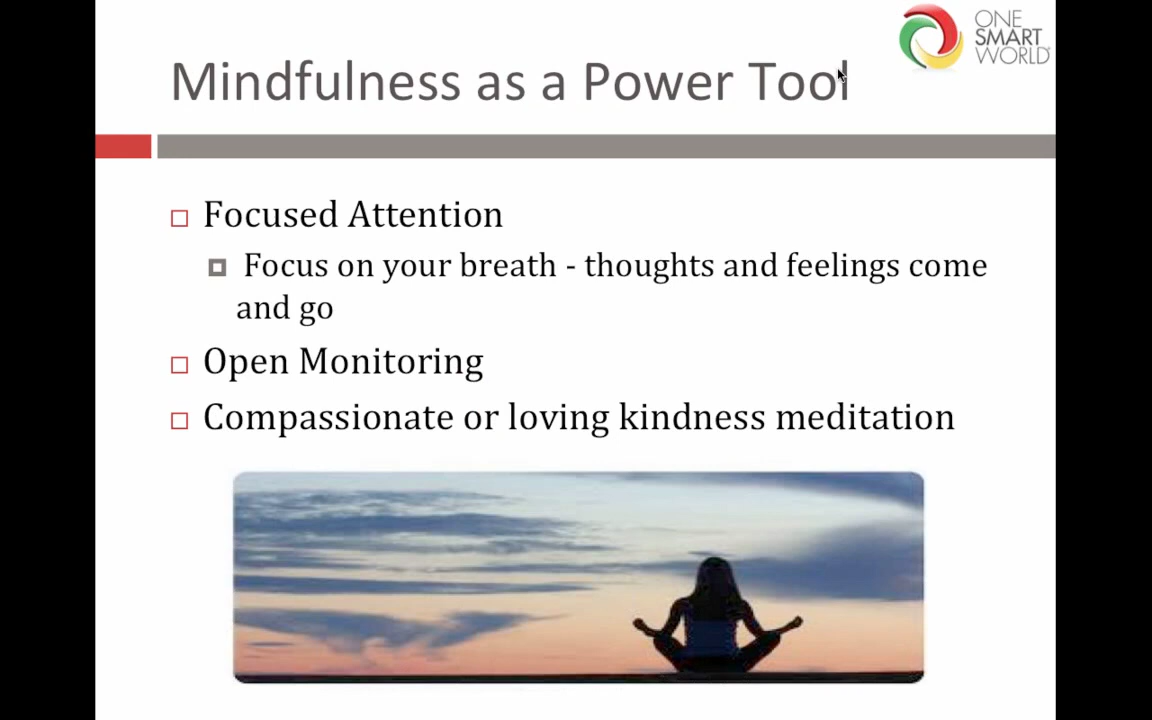 ONE
SMART
WORLD
Mindfulness as a Power Tool
Focused Attention
Focus on your breath - thoughts and feelings come
and go
Open Monitoring
Compassionate or loving kindness meditation